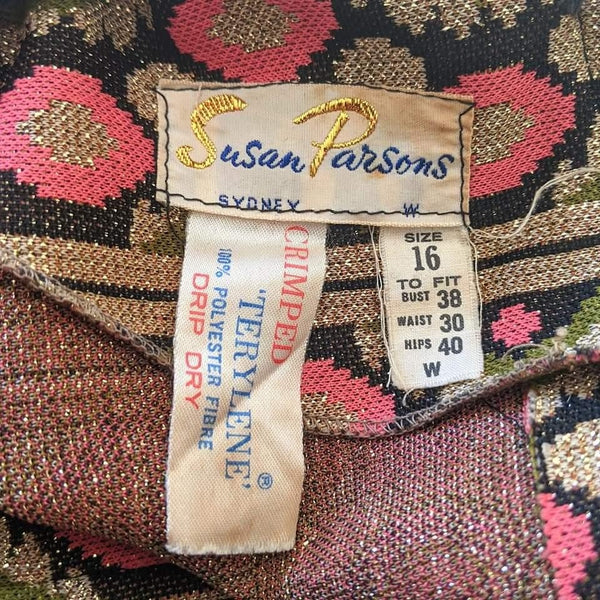 Susan Parsons
SYDNEY W
CRIMPED
'TERYLENE'®
100% POLYESTER FIBRE
DRIP DRY
SIZE
16
TO FIT
BUST 38
WAIST 30
HIPS 40
W